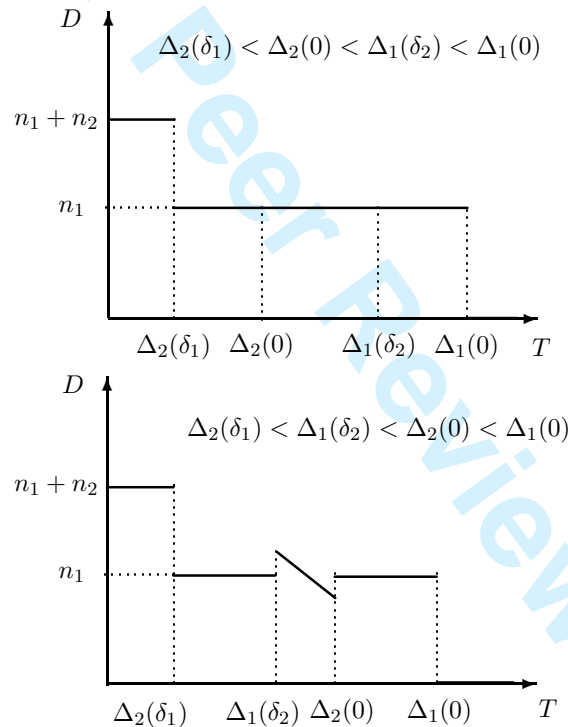 D
Δ₂(δ₁) < Δ₂(0) < Δ₁(δ₂) < Δ₁(0)
n₁ + n₂
n₁
Δ₂(δ₁) Δ₂(0) Δ₁(δ₂) Δ₁(0) T
D
Δ₂(δ₁) < Δ₁(δ₂) < Δ₂(0) < Δ₁(0)
n₁ + n₂
n₁
Δ₂(δ₁) Δ₁(δ₂) Δ₂(0) Δ₁(0) T
Peer Review